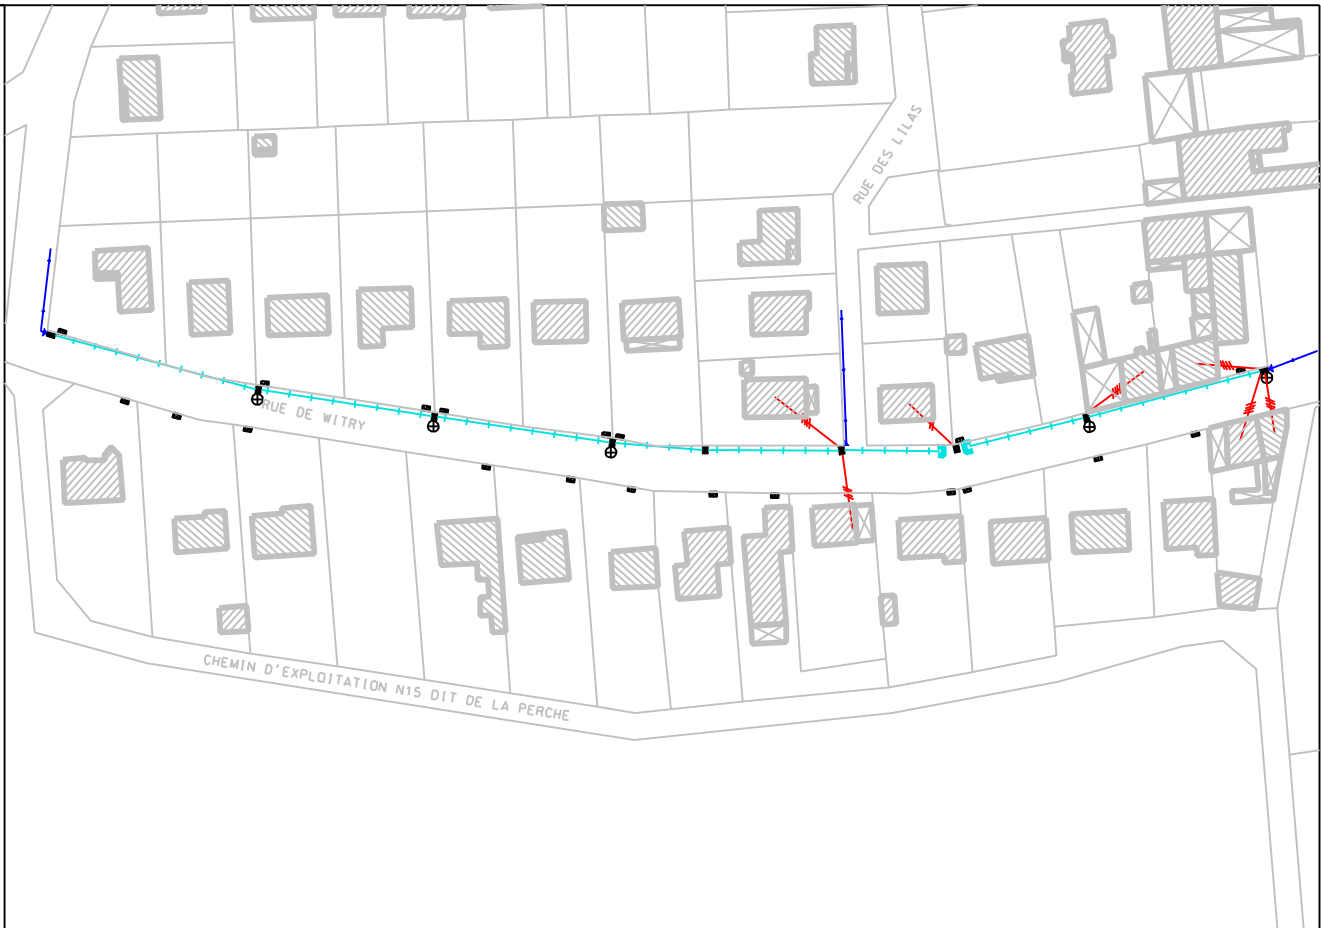 RUE DES LILAS
RUE DE WITRY
CHEMIN D'EXPLOITATION N15 DIT DE LA PERCHE